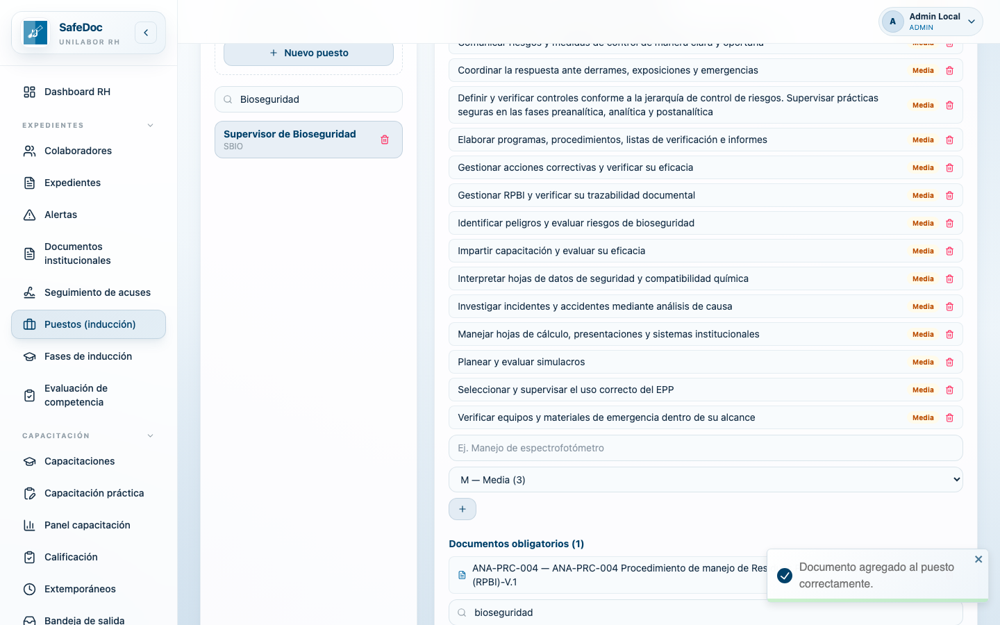 SafeDoc
UNILABOR RH
Admin Local
A
ADMIN
Dashboard RH
EXPEDIENTES
Colaboradores
Expedientes
Alertas
Documentos
institucionales
Seguimiento de acuses
Puestos (inducción)
Fases de inducción
Evaluación de
competencia
CAPACITACIÓN
Capacitaciones
Capacitación práctica
Panel capacitación
Calificación
Extemporáneos
Bandeja de salida
+ Nuevo puesto
Bioseguridad
Supervisor de Bioseguridad
SBIO
Comunicar riesgos y medidas de control de manera clara y oportuna
Media
Coordinar la respuesta ante derrames, exposiciones y emergencias
Media
Definir y verificar controles conforme a la jerarquía de control de riesgos. Supervisar prácticas
seguras en las fases preanalítica, analítica y postanalítica
Media
Elaborar programas, procedimientos, listas de verificación e informes
Media
Gestionar acciones correctivas y verificar su eficacia
Media
Gestionar RPBI y verificar su trazabilidad documental
Media
Identificar peligros y evaluar riesgos de bioseguridad
Media
Impartir capacitación y evaluar su eficacia
Media
Interpretar hojas de datos de seguridad y compatibilidad química
Media
Investigar incidentes y accidentes mediante análisis de causa
Media
Manejar hojas de cálculo, presentaciones y sistemas institucionales
Media
Planear y evaluar simulacros
Media
Seleccionar y supervisar el uso correcto del EPP
Media
Verificar equipos y materiales de emergencia dentro de su alcance
Media
Ej. Manejo de espectrofotómetro
M — Media (3)
+
Documentos obligatorios (1)
ANA-PRC-004 — ANA-PRC-004 Procedimiento de manejo de Res
(RPBI)-V.1
bioseguridad
Documento agregado al puesto
correctamente.